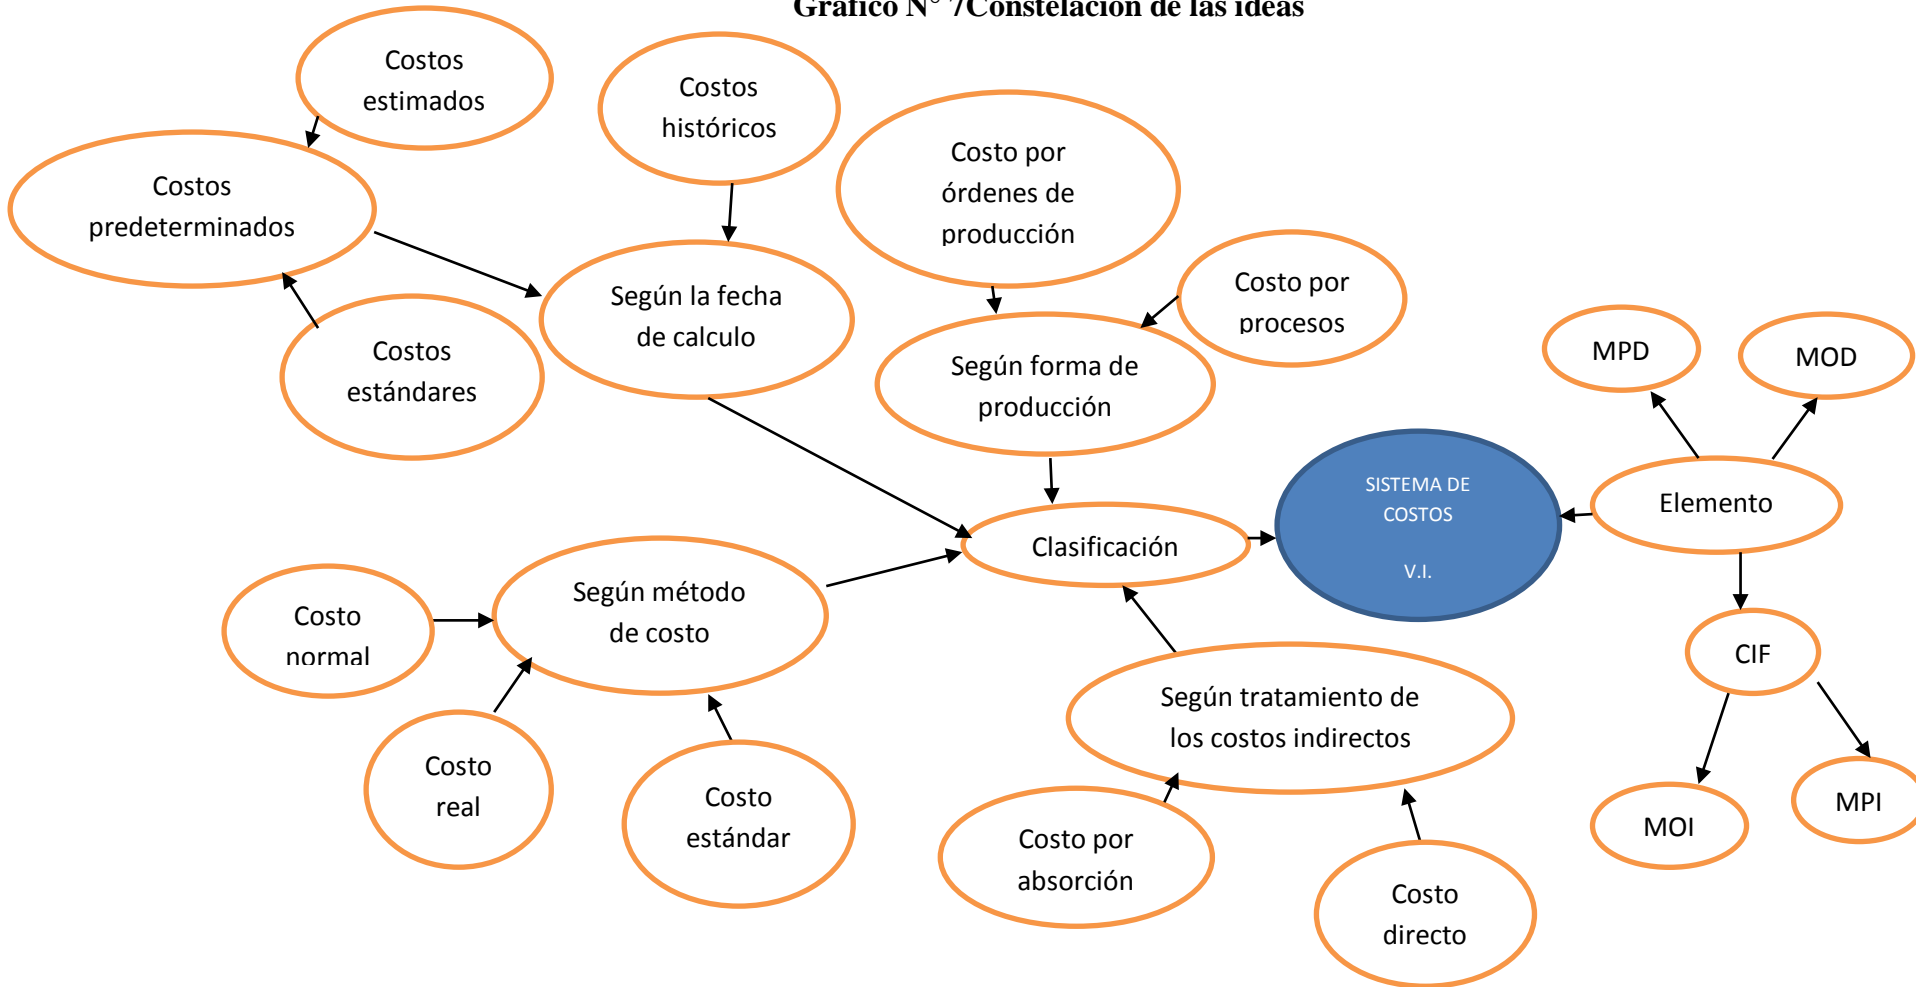 Gráfico N° 7Constelación de las ideas
Costos
estimados
Costos
históricos
Costo por
órdenes de
producción
Costos
predeterminados
Costo por
procesos
Según la fecha
de calculo
Costos
estándares
Según forma de
producción
MPD
MOD
SISTEMA DE
COSTOS
V.I.
Elemento
Clasificación
Según método
de costo
Costo
normal
CIF
Según tratamiento de
los costos indirectos
Costo
real
Costo
estándar
MPI
MOI
Costo por
absorción
Costo
directo